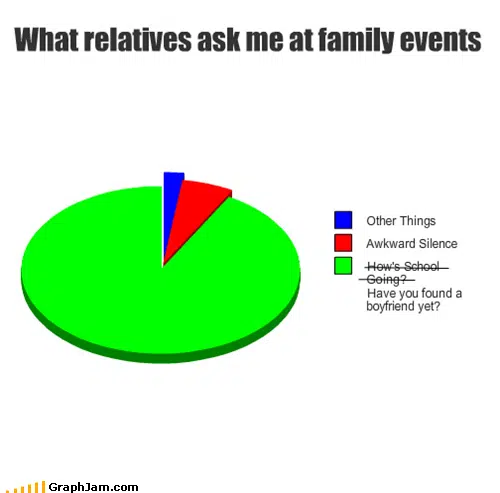 What relatives ask me at family events
Other Things
Awkward Silence
How's School
Going?
Have you found a
boyfriend yet?
GraphJam.com